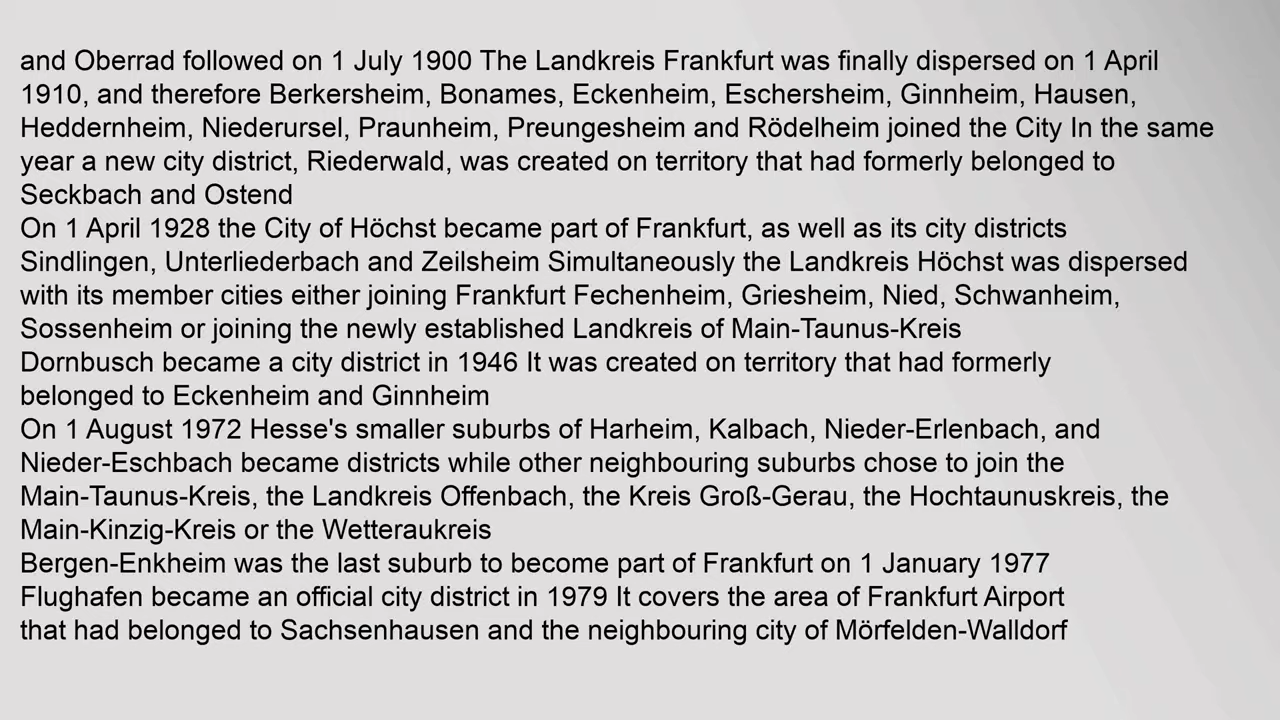 and Oberrad followed on 1 July 1900 The Landkreis Frankfurt was finally dispersed on 1 April
1910, and therefore Berkersheim, Bonames, Eckenheim, Eschersheim, Ginnheim, Hausen,
Heddernheim, Niederursel, Praunheim, Preungesheim and Rödelheim joined the City In the same
year a new city district, Riederwald, was created on territory that had formerly belonged to
Seckbach and Ostend
On 1 April 1928 the City of Höchst became part of Frankfurt, as well as its city districts
Sindlingen, Unterliederbach and Zeilsheim Simultaneously the Landkreis Höchst was dispersed
with its member cities either joining Frankfurt Fechenheim, Griesheim, Nied, Schwanheim,
Sossenheim or joining the newly established Landkreis of Main-Taunus-Kreis
Dornbusch became a city district in 1946 It was created on territory that had formerly
belonged to Eckenheim and Ginnheim
On 1 August 1972 Hesse's smaller suburbs of Harheim, Kalbach, Nieder-Erlenbach, and
Nieder-Eschbach became districts while other neighbouring suburbs chose to join the
Main-Taunus-Kreis, the Landkreis Offenbach, the Kreis Groß-Gerau, the Hochtaunuskreis, the
Main-Kinzig-Kreis or the Wetteraukreis
Bergen-Enkheim was the last suburb to become part of Frankfurt on 1 January 1977
Flughafen became an official city district in 1979 It covers the area of Frankfurt Airport
that had belonged to Sachsenhausen and the neighbouring city of Mörfelden-Walldorf